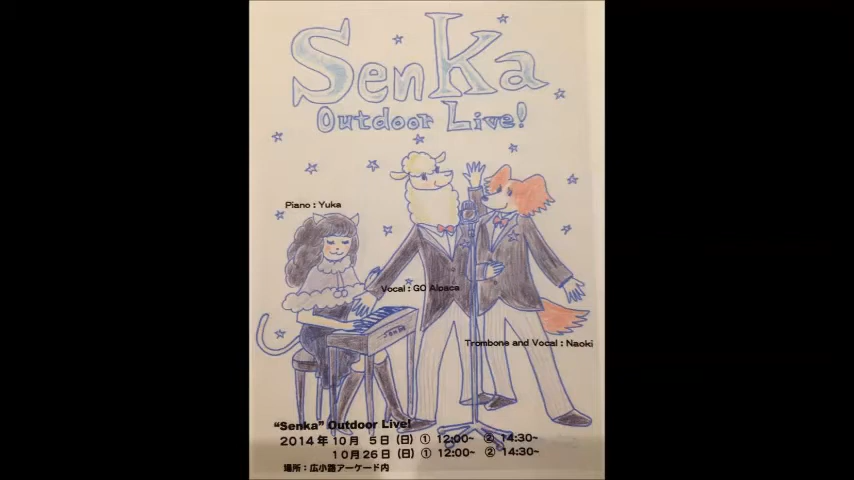 SenKa
Outdoor Live!
Piano : Yuka
Vocal : GO Alpaca
Trombone and Vocal : Naoki
“Senka” Outdoor Live!
2014年 10月 5日 (日) ① 12:00~ ② 14:30~
10月26日 (日) ① 12:00~ ② 14:30~
場所：広小路アーケード内